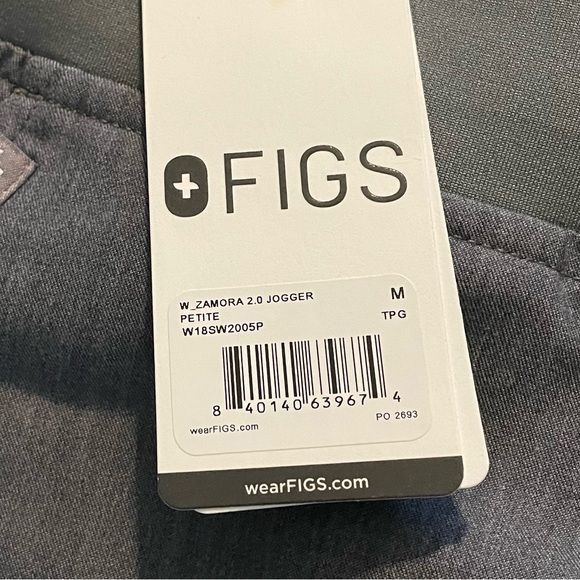 FIGS
W_ZAMORA 2.0 JOGGER M
PETITE TPG
W18SW2005P
8 40140 63967 4
wearFIGS.com PO 2693
wearFIGS.com